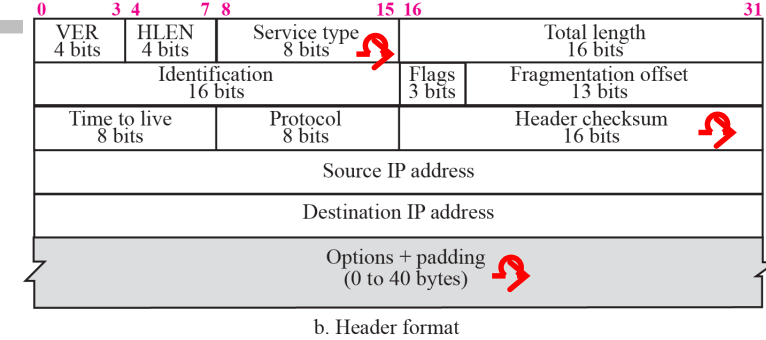 0 3 4 7 8 15 16 31
VER HLEN Service type Total length
4 bits 4 bits 8 bits 16 bits
Identification Flags Fragmentation offset
16 bits 3 bits 13 bits
Time to live Protocol Header checksum
8 bits 8 bits 16 bits
Source IP address
Destination IP address
Options + padding
(0 to 40 bytes)
b. Header format